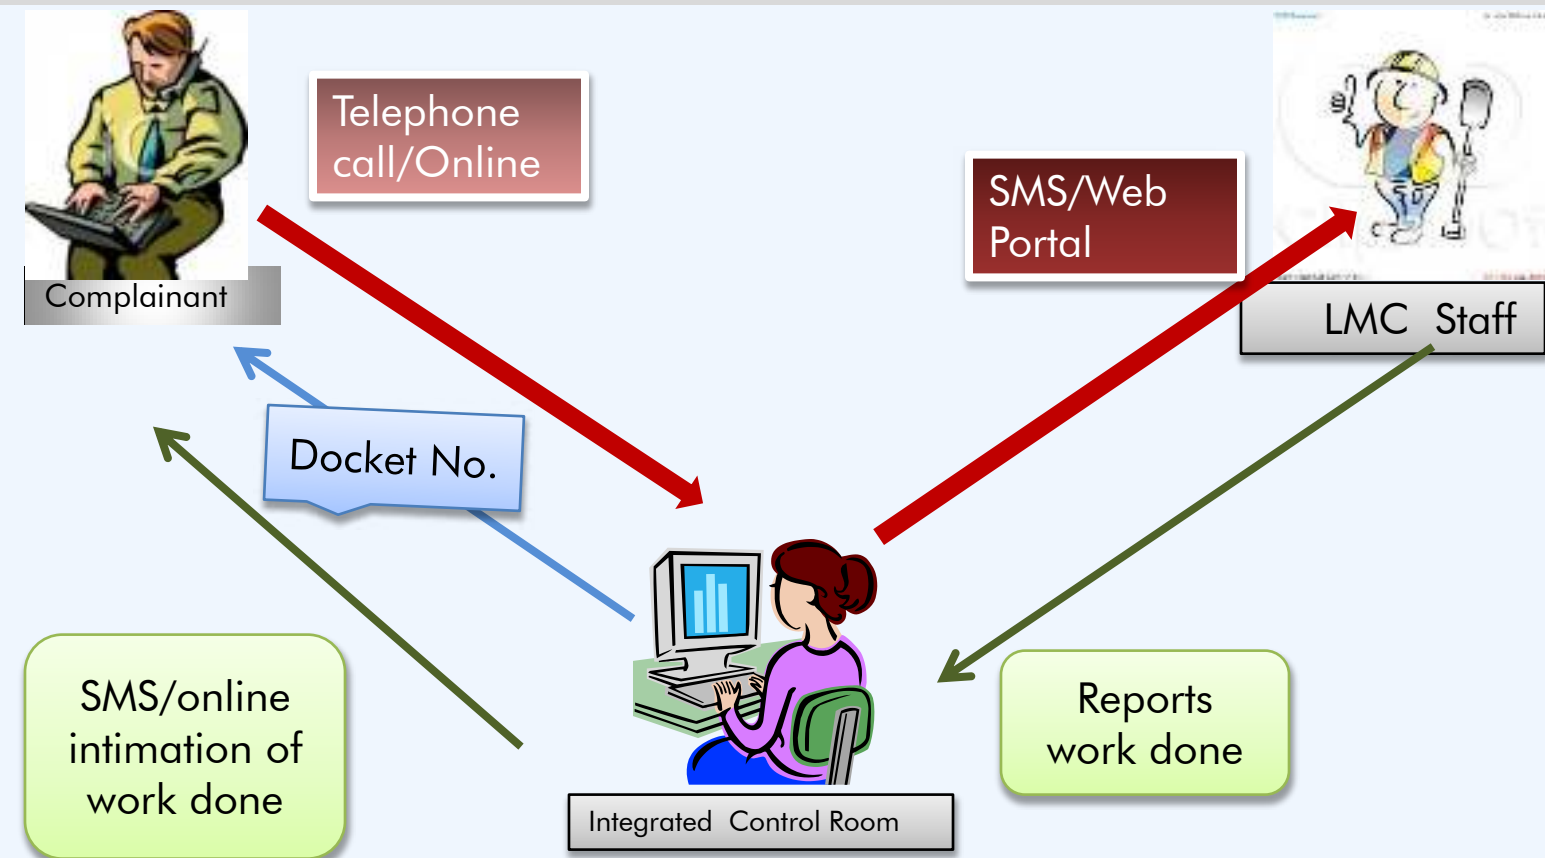 Telephone
call/Online
SMS/Web
Portal
Complainant
LMC Staff
Docket No.
SMS/online
intimation of
work done
Reports
work done
Integrated Control Room